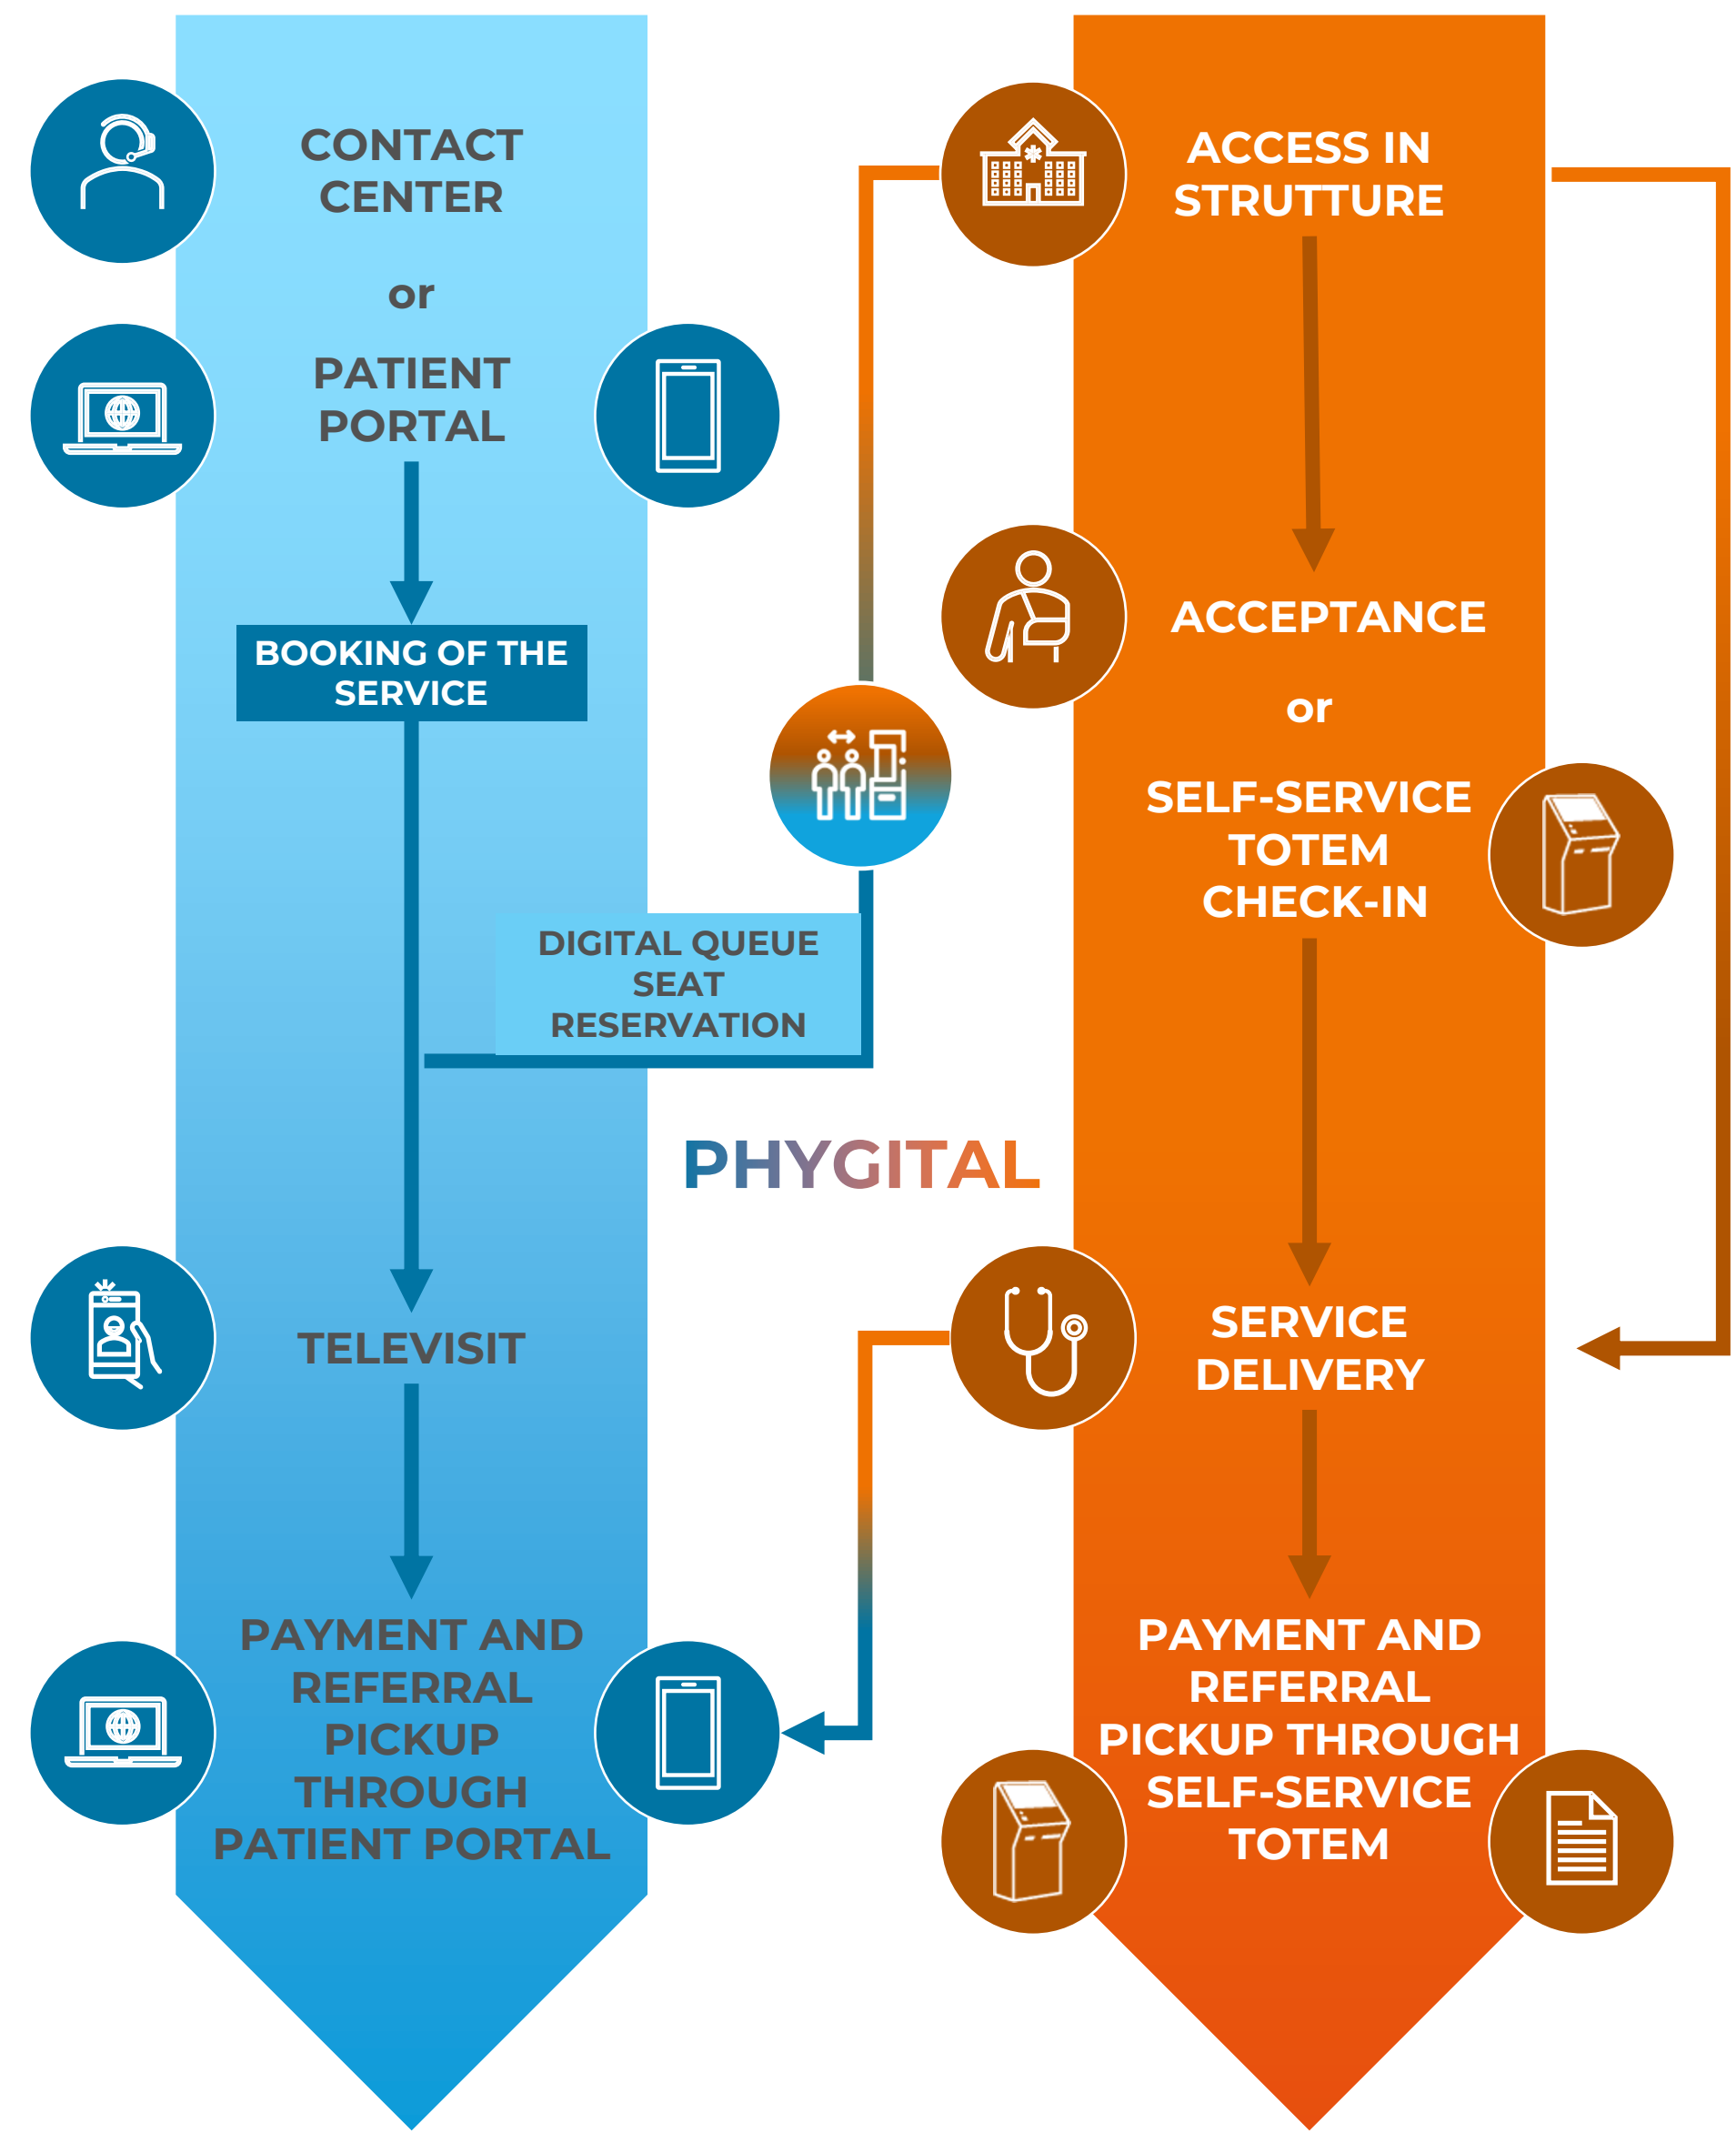 CONTACT
CENTER
or
PATIENT
PORTAL
BOOKING OF THE
SERVICE
DIGITAL QUEUE
SEAT
RESERVATION
TELEVISIT
PAYMENT AND
REFERRAL
PICKUP
THROUGH
PATIENT PORTAL
PHYGITAL
ACCESS IN
STRUTTURE
ACCEPTANCE
or
SELF-SERVICE
TOTEM
CHECK-IN
SERVICE
DELIVERY
PAYMENT AND
REFERRAL
PICKUP THROUGH
SELF-SERVICE
TOTEM